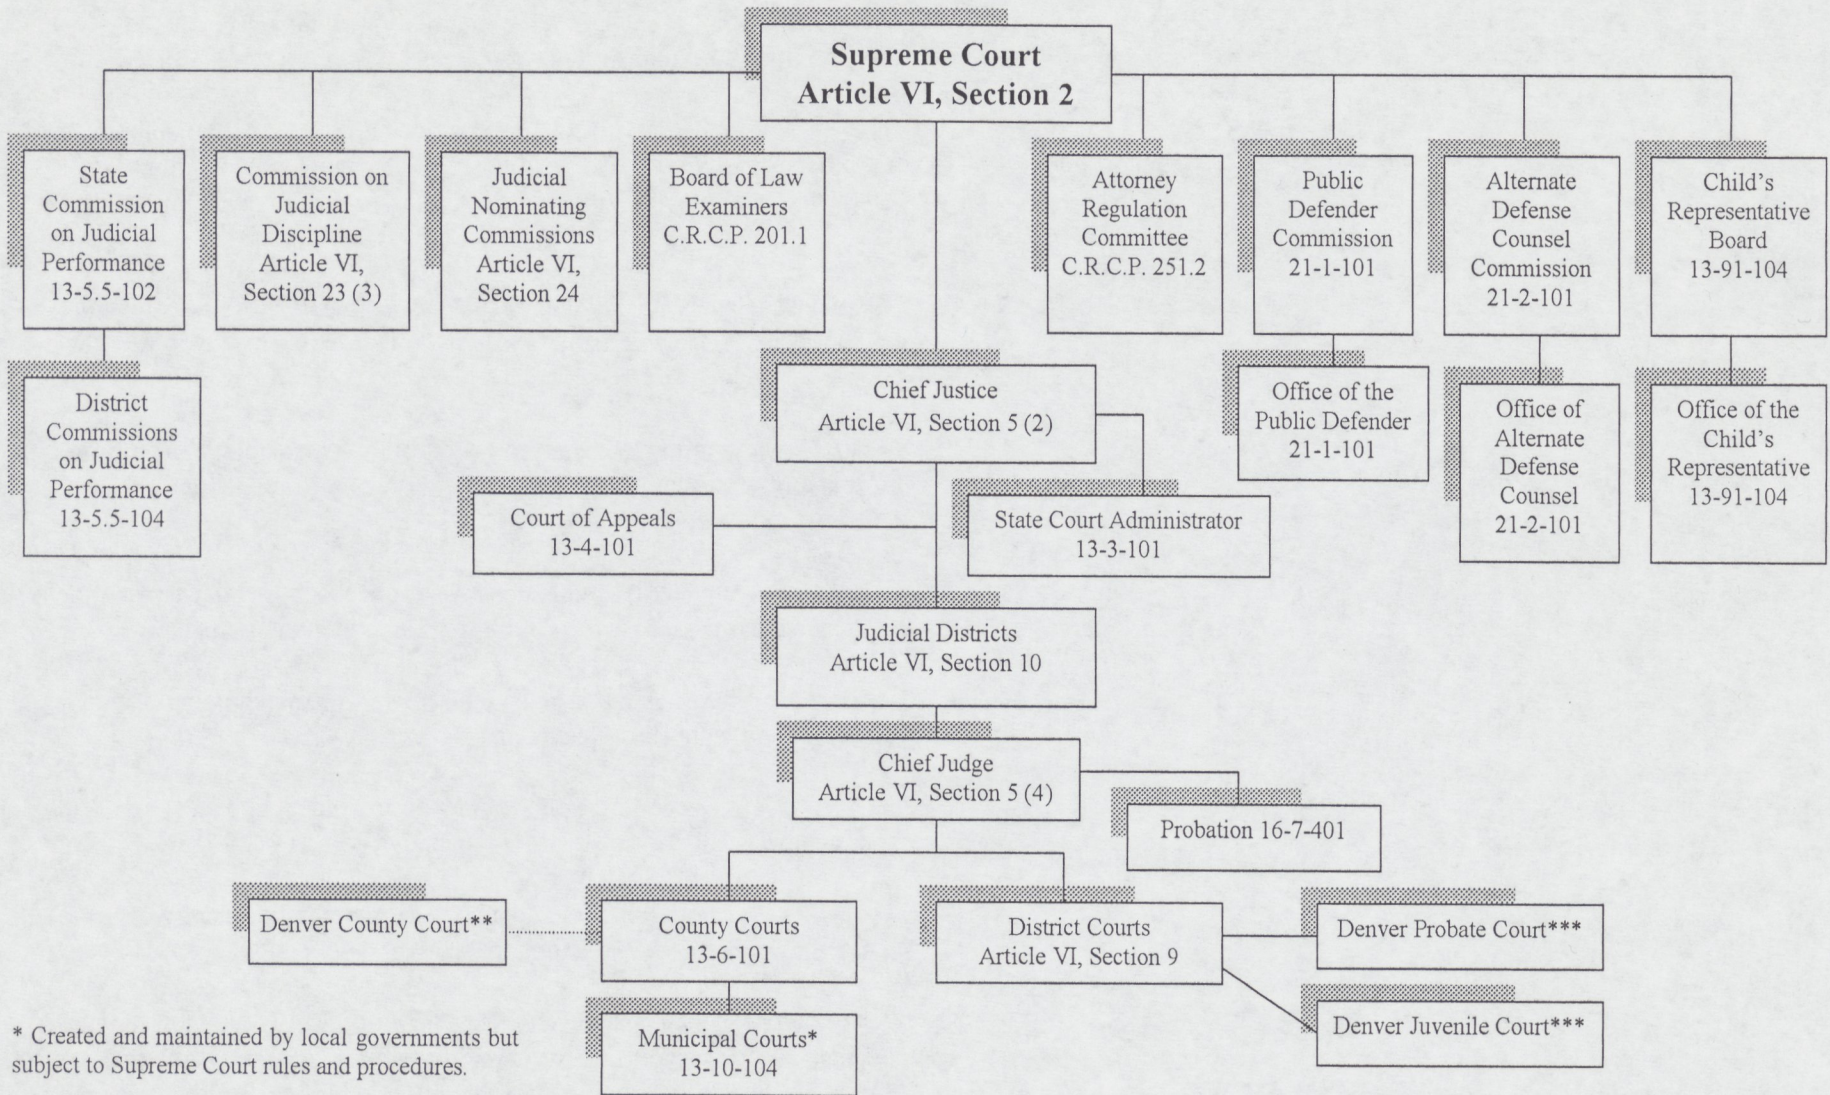 Supreme Court
Article VI, Section 2
State
Commission
on Judicial
Performance
13-5.5-102
Commission on
Judicial
Discipline
Article VI,
Section 23 (3)
Judicial
Nominating
Commissions
Article VI,
Section 24
Board of Law
Examiners
C.R.C.P. 201.1
Attorney
Regulation
Committee
C.R.C.P. 251.2
Public
Defender
Commission
21-1-101
Alternate
Defense
Counsel
Commission
21-2-101
Child's
Representative
Board
13-91-104
District
Commissions
on Judicial
Performance
13-5.5-104
Chief Justice
Article VI, Section 5 (2)
Office of the
Public Defender
21-1-101
Office of
Alternate
Defense
Counsel
21-2-101
Office of the
Child's
Representative
13-91-104
Court of Appeals
13-4-101
State Court Administrator
13-3-101
Judicial Districts
Article VI, Section 10
Chief Judge
Article VI, Section 5 (4)
Probation 16-7-401
Denver County Court**
County Courts
13-6-101
District Courts
Article VI, Section 9
Denver Probate Court***
Denver Juvenile Court***
Municipal Courts*
13-10-104
* Created and maintained by local governments but
subject to Supreme Court rules and procedures.